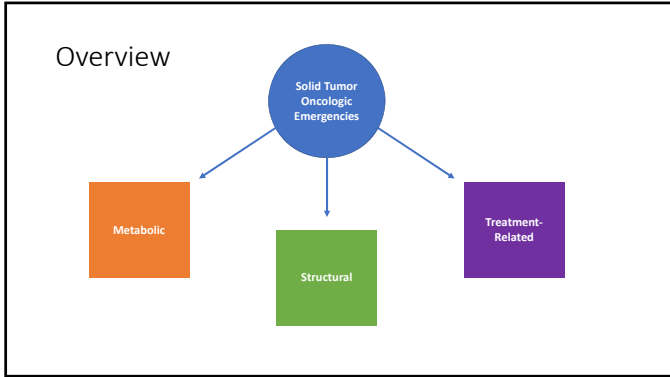 Overview
Solid Tumor
Oncologic
Emergencies
Metabolic
Structural
Treatment-
Related